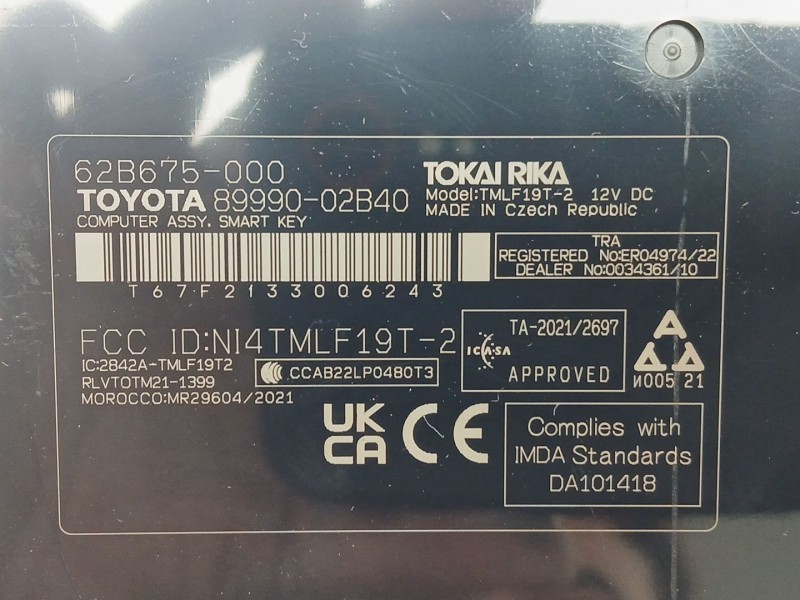 62B675-000
TOYOTA 89990-02B40
COMPUTER ASSY. SMART KEY
TOKAI RIKA
Model:TMLF19T-2 12V DC
MADE IN Czech Republic
T67F2133006243
TRA
REGISTERED No:ER04974/22
DEALER No:0034361/10
FCC ID:NI4TMLF19T-2
IC:2842A-TMLF19T2
RLVTOTM21-1399
MOROCCO:MR29604/2021
CCAB22LP0480T3
ICASA
TA-2021/2697
APPROVED
И005 21
UK
CA
CE
Complies with
IMDA Standards
DA101418